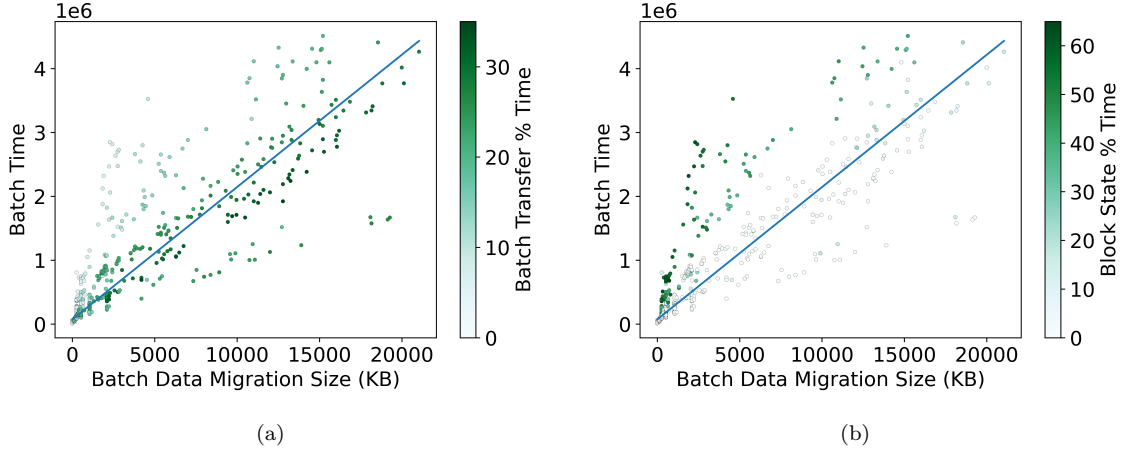 1e6
Batch Time
4
3
2
1
0
0 5000 10000 15000 20000
Batch Data Migration Size (KB)
30
20
10
0
Batch Transfer % Time
(a)
1e6
Batch Time
4
3
2
1
0
0 5000 10000 15000 20000
Batch Data Migration Size (KB)
60
50
40
30
20
10
0
Block State % Time
(b)